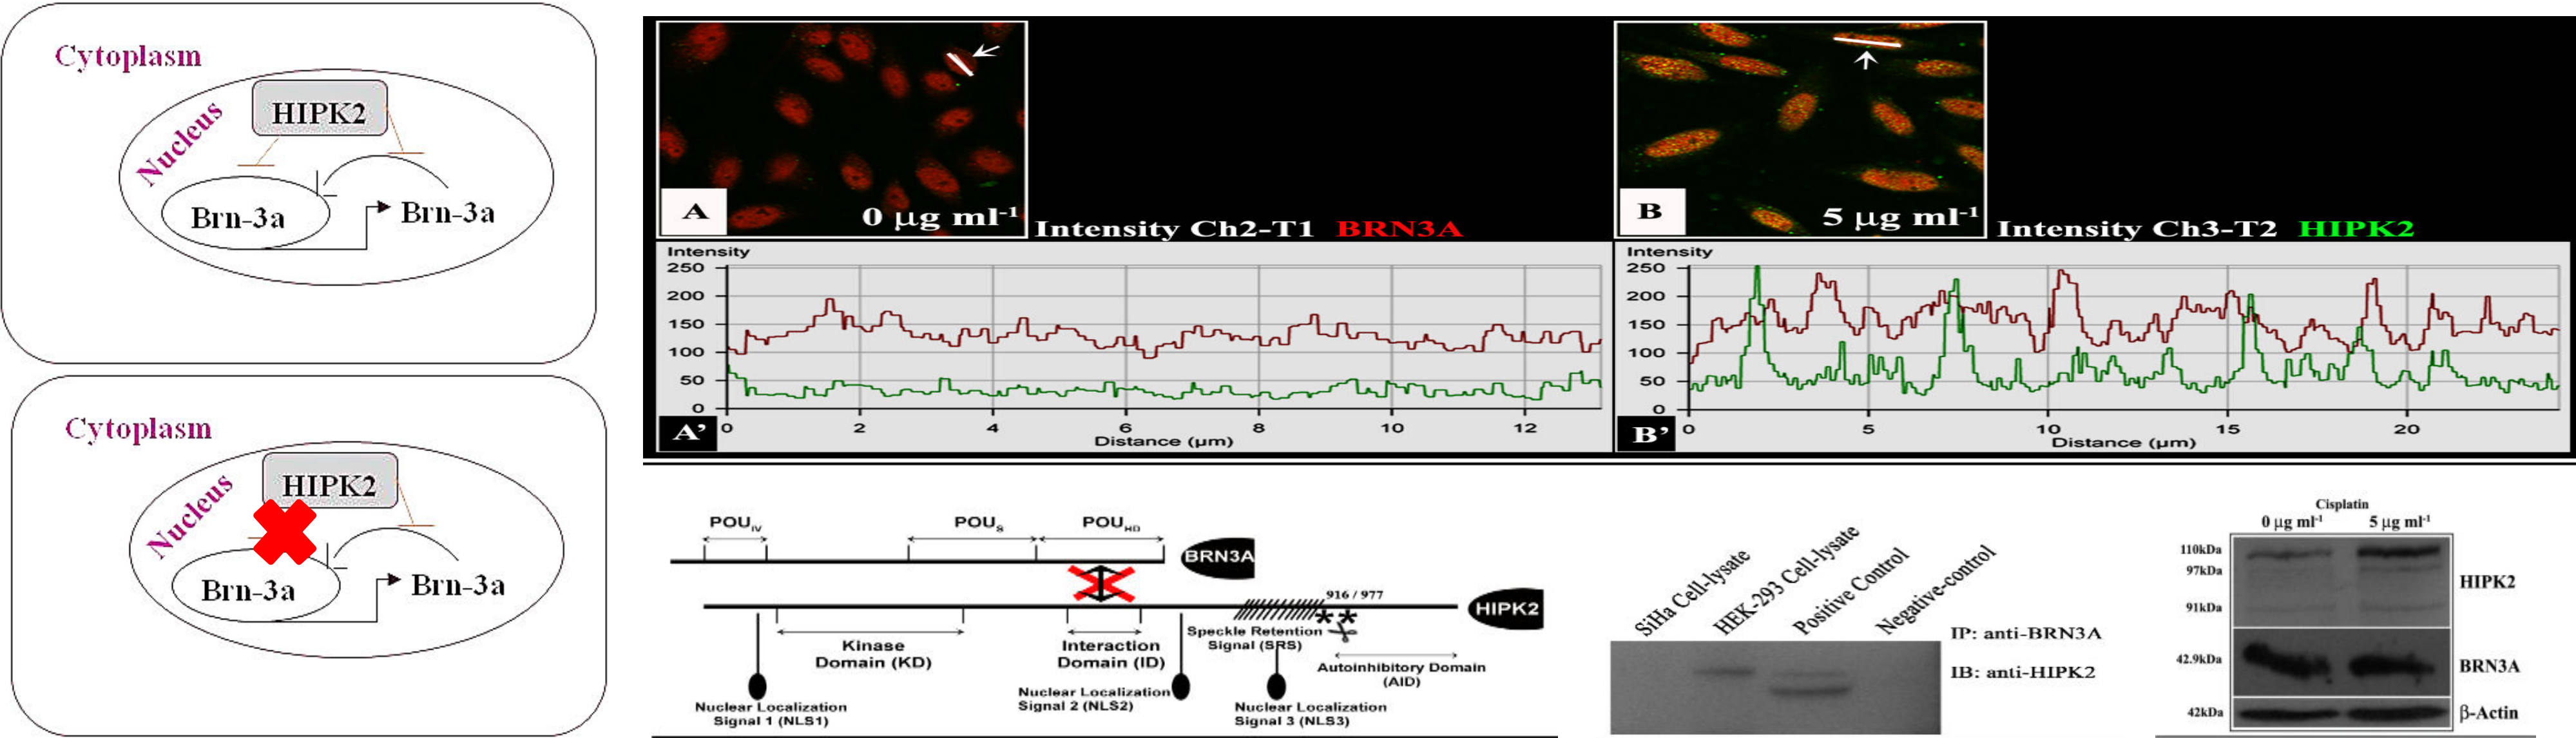 Cytoplasm
Nucleus
HIPK2
Brn-3a
Brn-3a
Cytoplasm
Nucleus
HIPK2
Brn-3a
Brn-3a
A
0 µg ml-1
Intensity Ch2-T1 BRN3A
B
5 µg ml-1
Intensity Ch3-T2 HIPK2
Intensity
250
200
150
100
50
0
A'
0 2 4 6 8 10 12
Distance (µm)
Intensity
250
200
150
100
50
0
B'
0 5 10 15 20
Distance (µm)
POUIV
POUS
POUHD
BRN3A
916 / 977
HIPK2
**
Kinase
Domain (KD)
Interaction
Domain (ID)
Speckle Retention
Signal (SRS)
Autoinhibitory Domain
(AID)
Nuclear Localization
Signal 1 (NLS1)
Nuclear Localization
Signal 2 (NLS2)
Nuclear Localization
Signal 3 (NLS3)
SiHa Cell-lysate
HEK-293 Cell-lysate
Positive Control
Negative-control
IP: anti-BRN3A
IB: anti-HIPK2
Cisplatin
0 µg ml-1 5 µg ml-1
110kDa
97kDa
91kDa
HIPK2
42.9kDa
BRN3A
42kDa
β-Actin